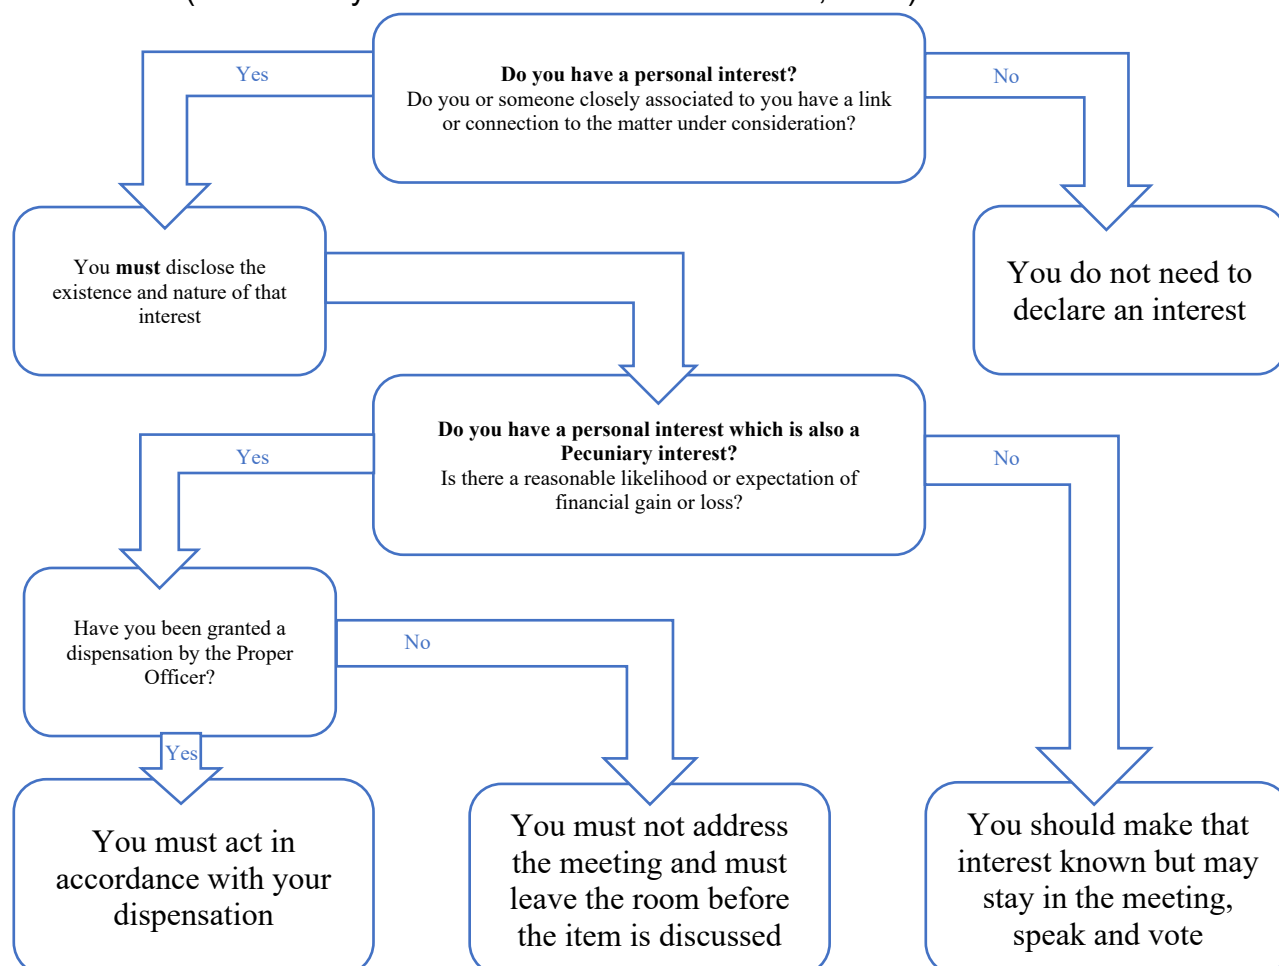 Do you have a personal interest?
Do you or someone closely associated to you have a link
or connection to the matter under consideration?
Yes
No
You must disclose the
existence and nature of that
interest
You do not need to
declare an interest
Do you have a personal interest which is also a
Pecuniary interest?
Is there a reasonable likelihood or expectation of
financial gain or loss?
Yes
No
Have you been granted a
dispensation by the Proper
Officer?
No
Yes
You must act in
accordance with your
dispensation
You must not address
the meeting and must
leave the room before
the item is discussed
You should make that
interest known but may
stay in the meeting,
speak and vote